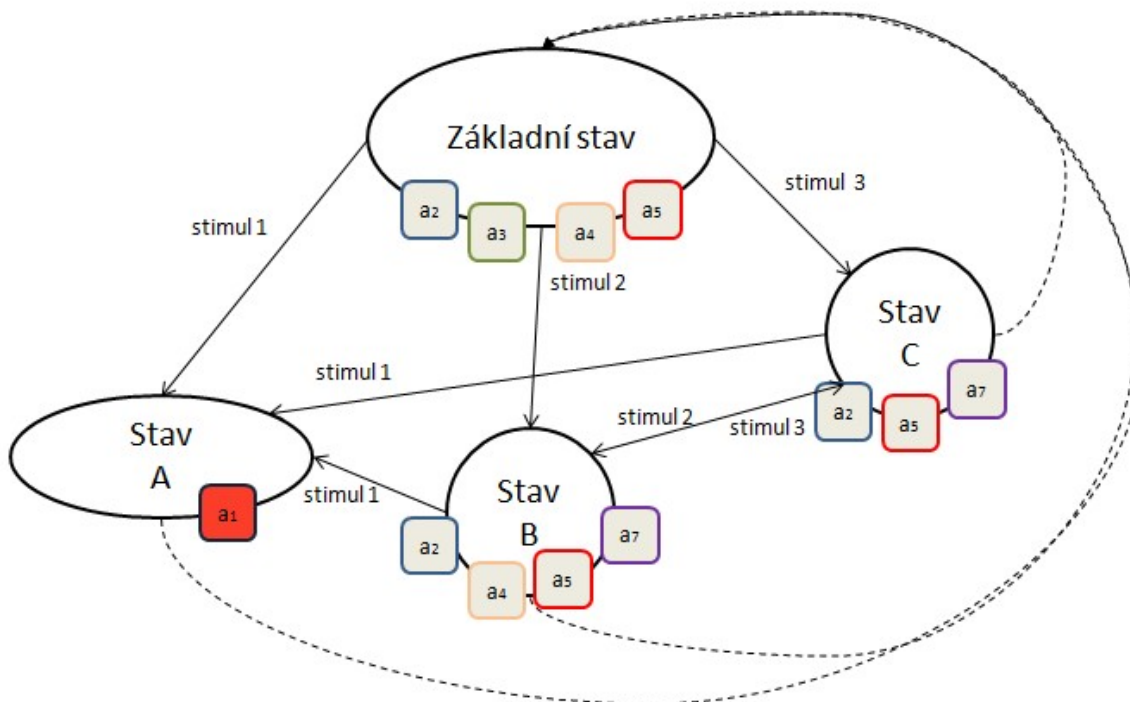 Základní stav
a2
a3
a4
a5
stimul 1
stimul 2
stimul 3
Stav
C
a2
a5
a7
stimul 1
stimul 2
stimul 3
Stav
A
a1
stimul 1
Stav
B
a2
a4
a5
a7